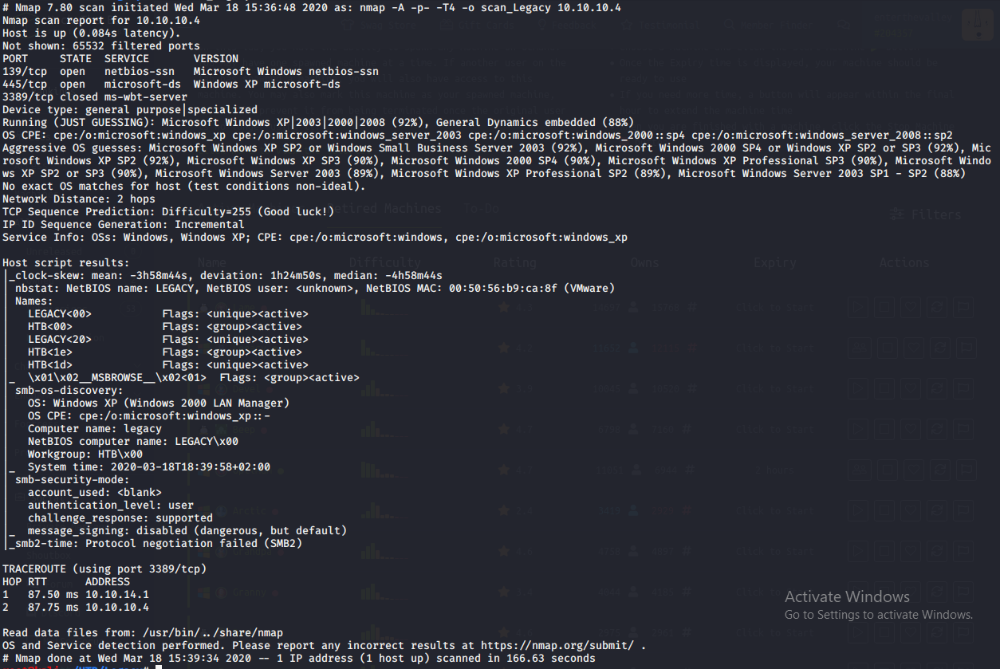 # Nmap 7.80 scan initiated Wed Mar 18 15:36:48 2020 as: nmap -A -p- -T4 -o scan_Legacy 10.10.10.4
Nmap scan report for 10.10.10.4
Host is up (0.084s latency).
Not shown: 65532 filtered ports
PORT     STATE  SERVICE       VERSION
139/tcp  open   netbios-ssn   Microsoft Windows netbios-ssn
445/tcp  open   microsoft-ds  Windows XP microsoft-ds
3389/tcp closed ms-wbt-server
Device type: general purpose|specialized
Running (JUST GUESSING): Microsoft Windows XP|2003|2000|2008 (92%), General Dynamics embedded (88%)
OS CPE: cpe:/o:microsoft:windows_xp cpe:/o:microsoft:windows_server_2003 cpe:/o:microsoft:windows_2000::sp4 cpe:/o:microsoft:windows_server_2008::sp2
Aggressive OS guesses: Microsoft Windows XP SP2 or Windows Small Business Server 2003 (92%), Microsoft Windows 2000 SP4 or Windows XP SP2 or SP3 (92%), Mic
rosoft Windows XP SP2 (92%), Microsoft Windows XP SP3 (90%), Microsoft Windows 2000 SP4 (90%), Microsoft Windows XP Professional SP3 (90%), Microsoft Windo
ws XP SP2 or SP3 (90%), Microsoft Windows Server 2003 (89%), Microsoft Windows XP Professional SP2 (89%), Microsoft Windows Server 2003 SP1 - SP2 (88%)
No exact OS matches for host (test conditions non-ideal).
Network Distance: 2 hops
TCP Sequence Prediction: Difficulty=255 (Good luck!)
IP ID Sequence Generation: Incremental
Service Info: OSs: Windows, Windows XP; CPE: cpe:/o:microsoft:windows, cpe:/o:microsoft:windows_xp
Host script results:
|_clock-skew: mean: -3h58m44s, deviation: 1h24m50s, median: -4h58m44s
| nbstat: NetBIOS name: LEGACY, NetBIOS user: <unknown>, NetBIOS MAC: 00:50:56:b9:ca:8f (VMware)
| Names:
|   LEGACY<00>           Flags: <unique><active>
|   HTB<00>              Flags: <group><active>
|   LEGACY<20>           Flags: <unique><active>
|   HTB<1e>              Flags: <group><active>
|   HTB<1d>              Flags: <unique><active>
|_  \x01\x02__MSBROWSE__\x02<01>  Flags: <group><active>
| smb-os-discovery:
|   OS: Windows XP (Windows 2000 LAN Manager)
|   OS CPE: cpe:/o:microsoft:windows_xp::-
|   Computer name: legacy
|   NetBIOS computer name: LEGACY\x00
|   Workgroup: HTB\x00
|_  System time: 2020-03-18T18:39:58+02:00
| smb-security-mode:
|   account_used: <blank>
|   authentication_level: user
|   challenge_response: supported
|_  message_signing: disabled (dangerous, but default)
|_smb2-time: Protocol negotiation failed (SMB2)
TRACEROUTE (using port 3389/tcp)
HOP RTT      ADDRESS
1   87.50 ms 10.10.14.1
2   87.75 ms 10.10.10.4
Read data files from: /usr/bin/../share/nmap
OS and Service detection performed. Please report any incorrect results at https://nmap.org/submit/ .
# Nmap done at Wed Mar 18 15:39:34 2020 -- 1 IP address (1 host up) scanned in 166.63 seconds
Retired Machines
To-Do
Filters
Name
Difficulty
Rating
Owns
Expiry
Actions
Activate Windows
Go to Settings to activate Windows.